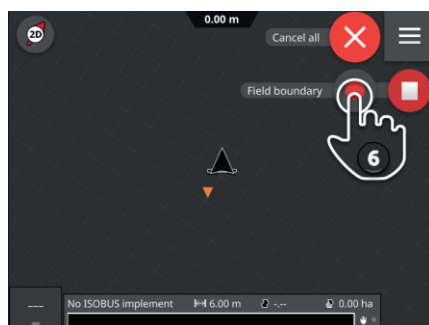 2D
0.00 m
Cancel all
Field boundary
6
---
No ISOBUS implement 6.00 m -.-- 0.00 ha